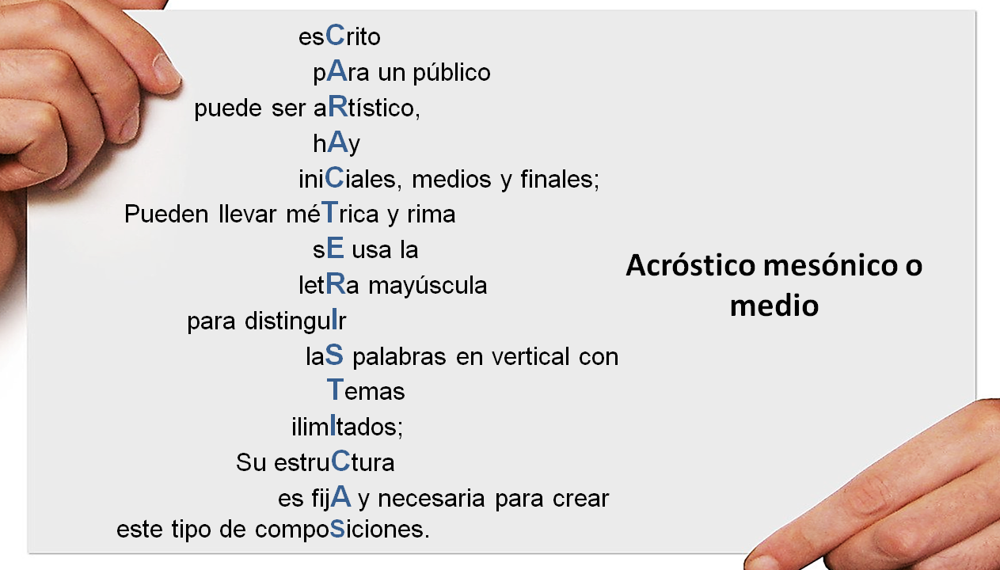 esCrito
pAra un público
puede ser aRtístico,
hAy
iniCiales, medios y finales;
Pueden llevar méTrica y rima
sE usa la
letRa mayúscula
para distinguIr
laS palabras en vertical con
Temas
ilimItados;
Su estruCtura
es fijA y necesaria para crear
este tipo de compoSiciones.
Acróstico mesónico o
medio